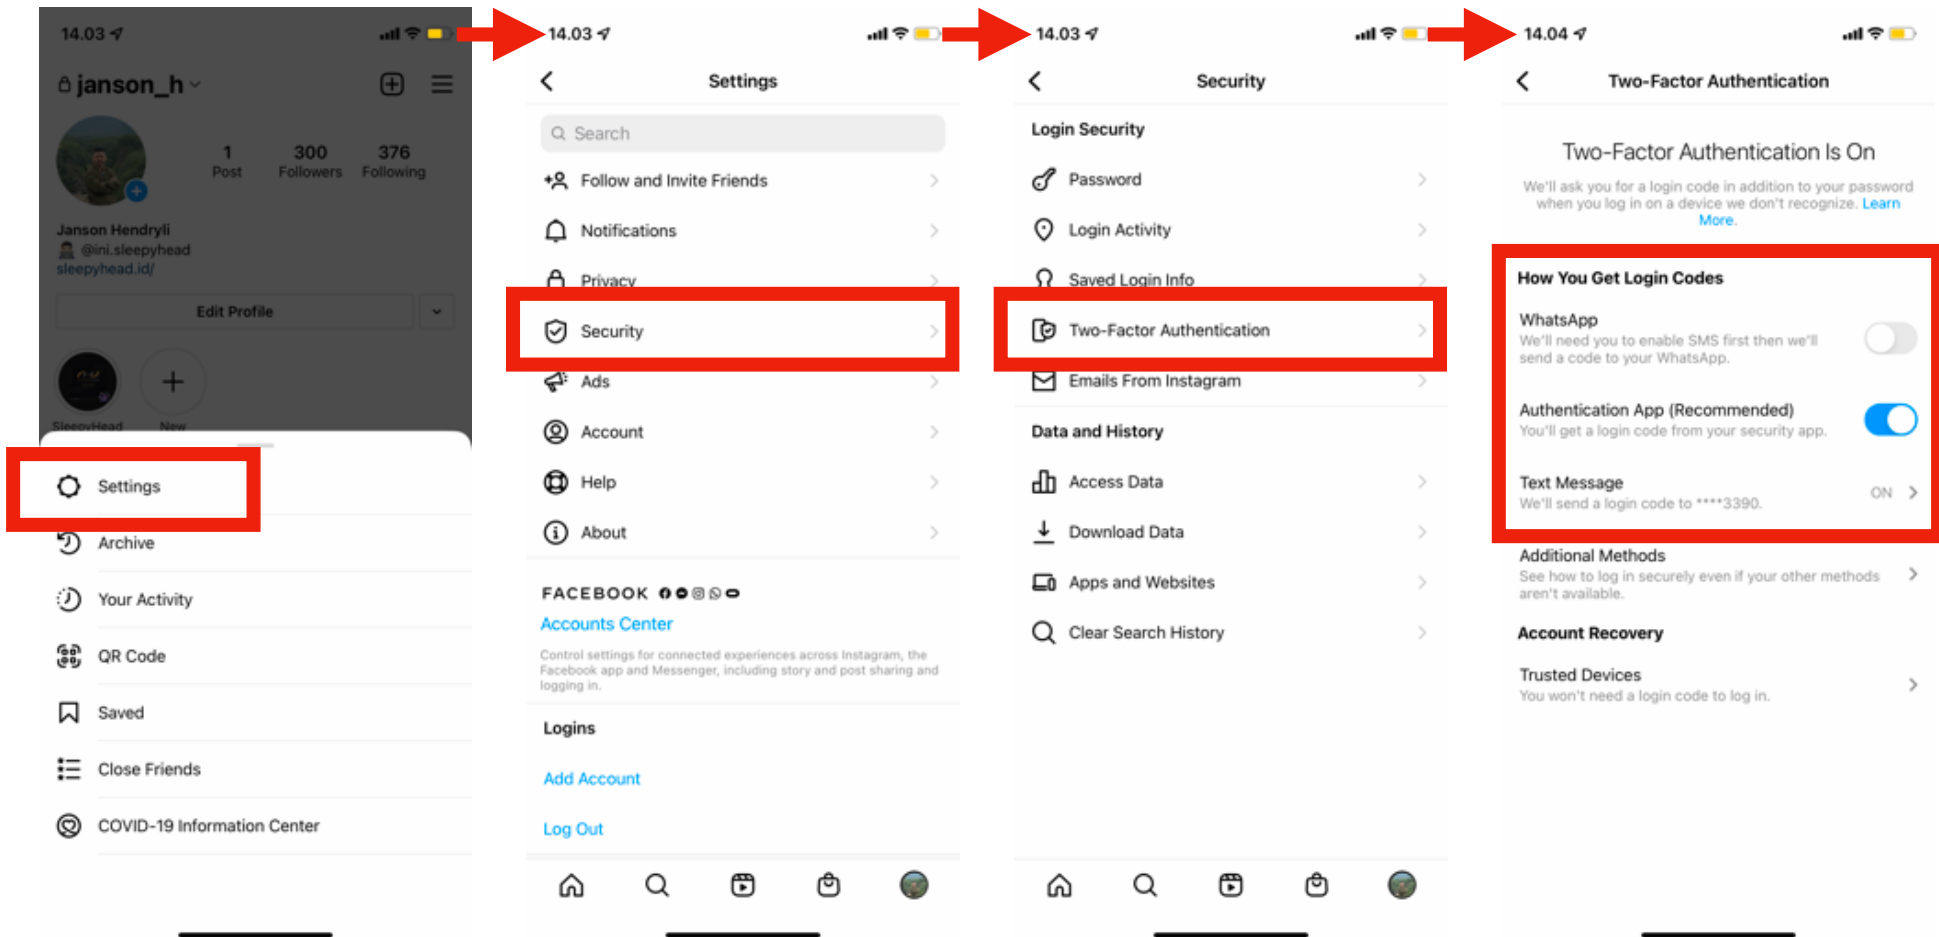 14.03
janson_h
1 300 376
Post Followers Following
Janson Hendryli
@ini.sleepyhead
sleepyhead.id/
Edit Profile
SleepyHead New
Settings
Archive
Your Activity
QR Code
Saved
Close Friends
COVID-19 Information Center
14.03
Settings
Search
Follow and Invite Friends
Notifications
Privacy
Security
Ads
Account
Help
About
FACEBOOK
Accounts Center
Control settings for connected experiences across Instagram, the
Facebook app and Messenger, including story and post sharing and
logging in.
Logins
Add Account
Log Out
14.03
Security
Login Security
Password
Login Activity
Saved Login Info
Two-Factor Authentication
Emails From Instagram
Data and History
Access Data
Download Data
Apps and Websites
Clear Search History
14.04
Two-Factor Authentication
Two-Factor Authentication Is On
We'll ask you for a login code in addition to your password
when you log in on a device we don't recognize. Learn
More.
How You Get Login Codes
WhatsApp
We'll need you to enable SMS first then we'll
send a code to your WhatsApp.
Authentication App (Recommended)
You'll get a login code from your security app.
Text Message
We'll send a login code to ****3390.
ON
Additional Methods
See how to log in securely even if your other methods
aren't available.
Account Recovery
Trusted Devices
You won't need a login code to log in.